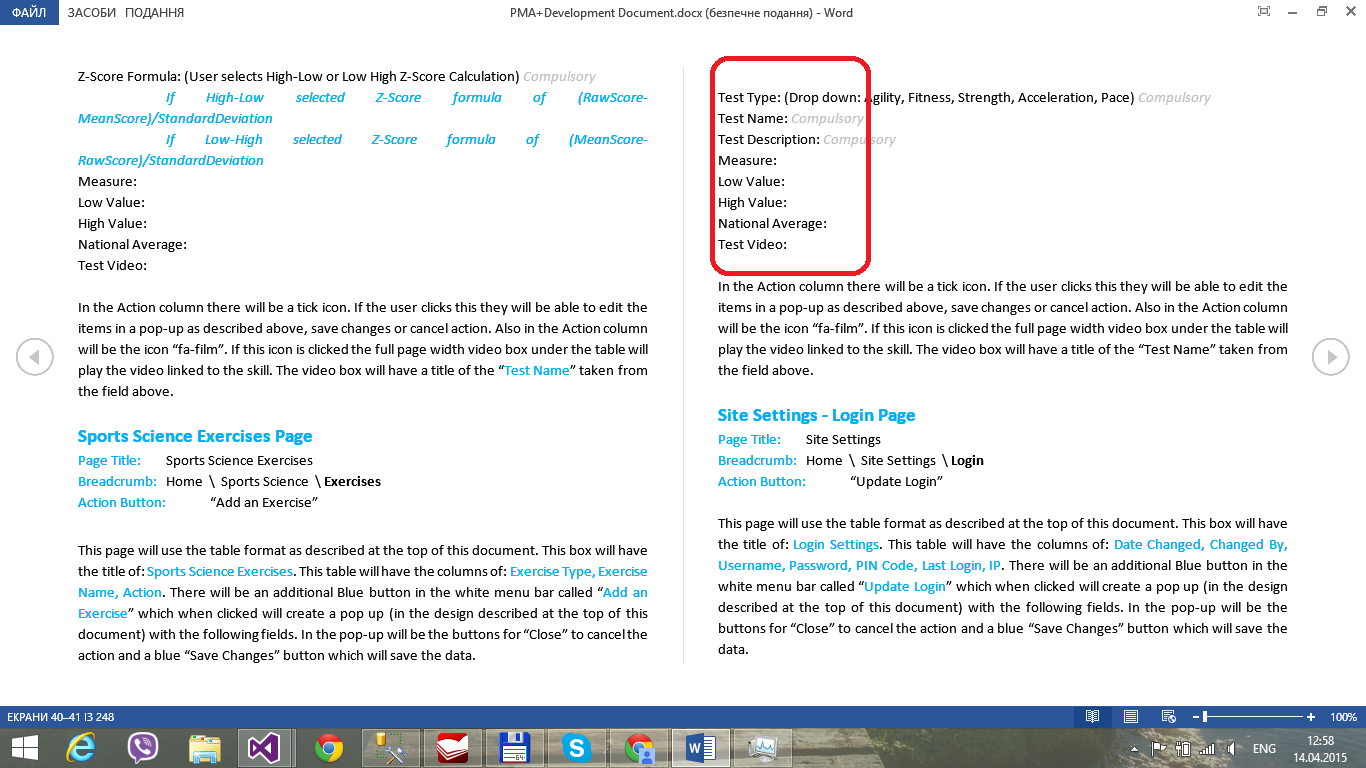 ФАЙЛ ЗАСОБИ ПОДАННЯ PMA+Development Document.docx (безпечне подання) - Word
Z-Score Formula: (User selects High-Low or Low High Z-Score Calculation) Compulsory
If High-Low selected Z-Score formula of (RawScore-
MeanScore)/StandardDeviation
If Low-High selected Z-Score formula of (MeanScore-
RawScore)/StandardDeviation
Measure:
Low Value:
High Value:
National Average:
Test Video:
In the Action column there will be a tick icon. If the user clicks this they will be able to edit the
items in a pop-up as described above, save changes or cancel action. Also in the Action column
will be the icon “fa-film”. If this icon is clicked the full page width video box under the table will
play the video linked to the skill. The video box will have a title of the “Test Name” taken from
the field above.
Sports Science Exercises Page
Page Title: Sports Science Exercises
Breadcrumb: Home \ Sports Science \ Exercises
Action Button: “Add an Exercise”
This page will use the table format as described at the top of this document. This box will have
the title of: Sports Science Exercises. This table will have the columns of: Exercise Type, Exercise
Name, Action. There will be an additional Blue button in the white menu bar called “Add an
Exercise” which when clicked will create a pop up (in the design described at the top of this
document) with the following fields. In the pop-up will be the buttons for “Close” to cancel the
action and a blue “Save Changes” button which will save the data.
Test Type: (Drop down: Agility, Fitness, Strength, Acceleration, Pace) Compulsory
Test Name: Compulsory
Test Description: Compulsory
Measure:
Low Value:
High Value:
National Average:
Test Video:
In the Action column there will be a tick icon. If the user clicks this they will be able to edit the
items in a pop-up as described above, save changes or cancel action. Also in the Action column
will be the icon “fa-film”. If this icon is clicked the full page width video box under the table will
play the video linked to the skill. The video box will have a title of the “Test Name” taken from
the field above.
Site Settings - Login Page
Page Title: Site Settings
Breadcrumb: Home \ Site Settings \ Login
Action Button: “Update Login”
This page will use the table format as described at the top of this document. This box will have
the title of: Login Settings. This table will have the columns of: Date Changed, Changed By,
Username, Password, PIN Code, Last Login, IP. There will be an additional Blue button in the
white menu bar called “Update Login” which when clicked will create a pop up (in the design
described at the top of this document) with the following fields. In the pop-up will be the
buttons for “Close” to cancel the action and a blue “Save Changes” button which will save the
data.
ЕКРАНИ 40–41 ІЗ 248 100%
ENG 12:58
14.04.2015